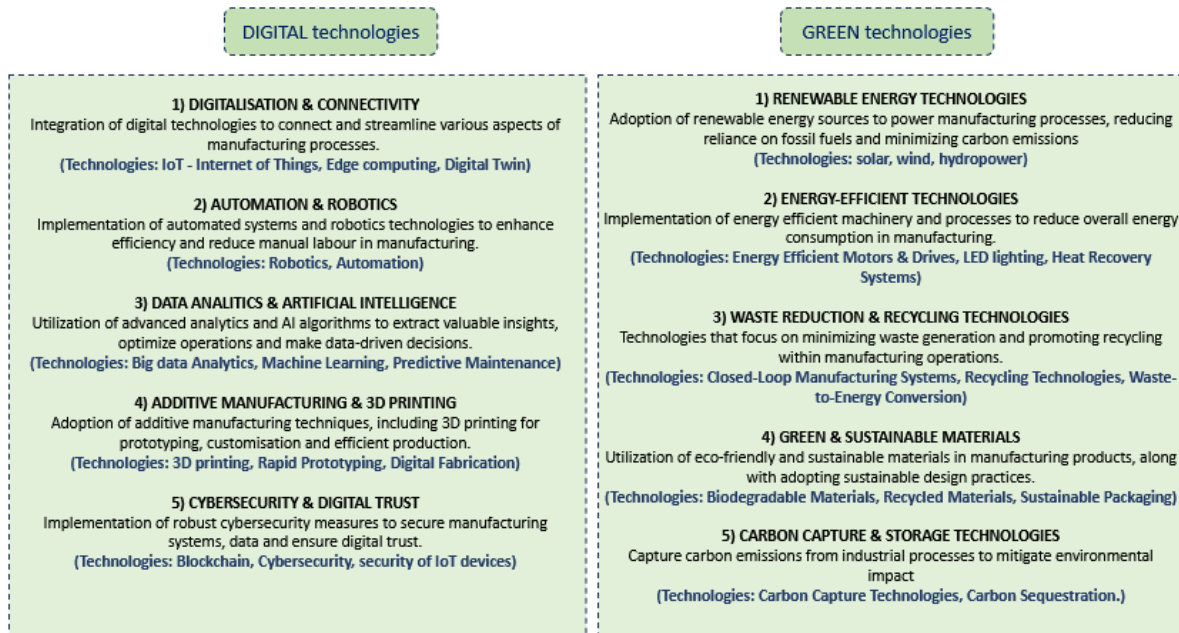 DIGITAL technologies
1) DIGITALISATION & CONNECTIVITY
Integration of digital technologies to connect and streamline various aspects of
manufacturing processes.
(Technologies: IoT - Internet of Things, Edge computing, Digital Twin)
2) AUTOMATION & ROBOTICS
Implementation of automated systems and robotics technologies to enhance
efficiency and reduce manual labour in manufacturing.
(Technologies: Robotics, Automation)
3) DATA ANALITICS & ARTIFICIAL INTELLIGENCE
Utilization of advanced analytics and AI algorithms to extract valuable insights,
optimize operations and make data-driven decisions.
(Technologies: Big data Analytics, Machine Learning, Predictive Maintenance)
4) ADDITIVE MANUFACTURING & 3D PRINTING
Adoption of additive manufacturing techniques, including 3D printing for
prototyping, customisation and efficient production.
(Technologies: 3D printing, Rapid Prototyping, Digital Fabrication)
5) CYBERSECURITY & DIGITAL TRUST
Implementation of robust cybersecurity measures to secure manufacturing
systems, data and ensure digital trust.
(Technologies: Blockchain, Cybersecurity, security of IoT devices)
GREEN technologies
1) RENEWABLE ENERGY TECHNOLOGIES
Adoption of renewable energy sources to power manufacturing processes, reducing
reliance on fossil fuels and minimizing carbon emissions
(Technologies: solar, wind, hydropower)
2) ENERGY-EFFICIENT TECHNOLOGIES
Implementation of energy efficient machinery and processes to reduce overall energy
consumption in manufacturing.
(Technologies: Energy Efficient Motors & Drives, LED lighting, Heat Recovery
Systems)
3) WASTE REDUCTION & RECYCLING TECHNOLOGIES
Technologies that focus on minimizing waste generation and promoting recycling
within manufacturing operations.
(Technologies: Closed-Loop Manufacturing Systems, Recycling Technologies, Waste-
to-Energy Conversion)
4) GREEN & SUSTAINABLE MATERIALS
Utilization of eco-friendly and sustainable materials in manufacturing products, along
with adopting sustainable design practices.
(Technologies: Biodegradable Materials, Recycled Materials, Sustainable Packaging)
5) CARBON CAPTURE & STORAGE TECHNOLOGIES
Capture carbon emissions from industrial processes to mitigate environmental
impact
(Technologies: Carbon Capture Technologies, Carbon Sequestration.)